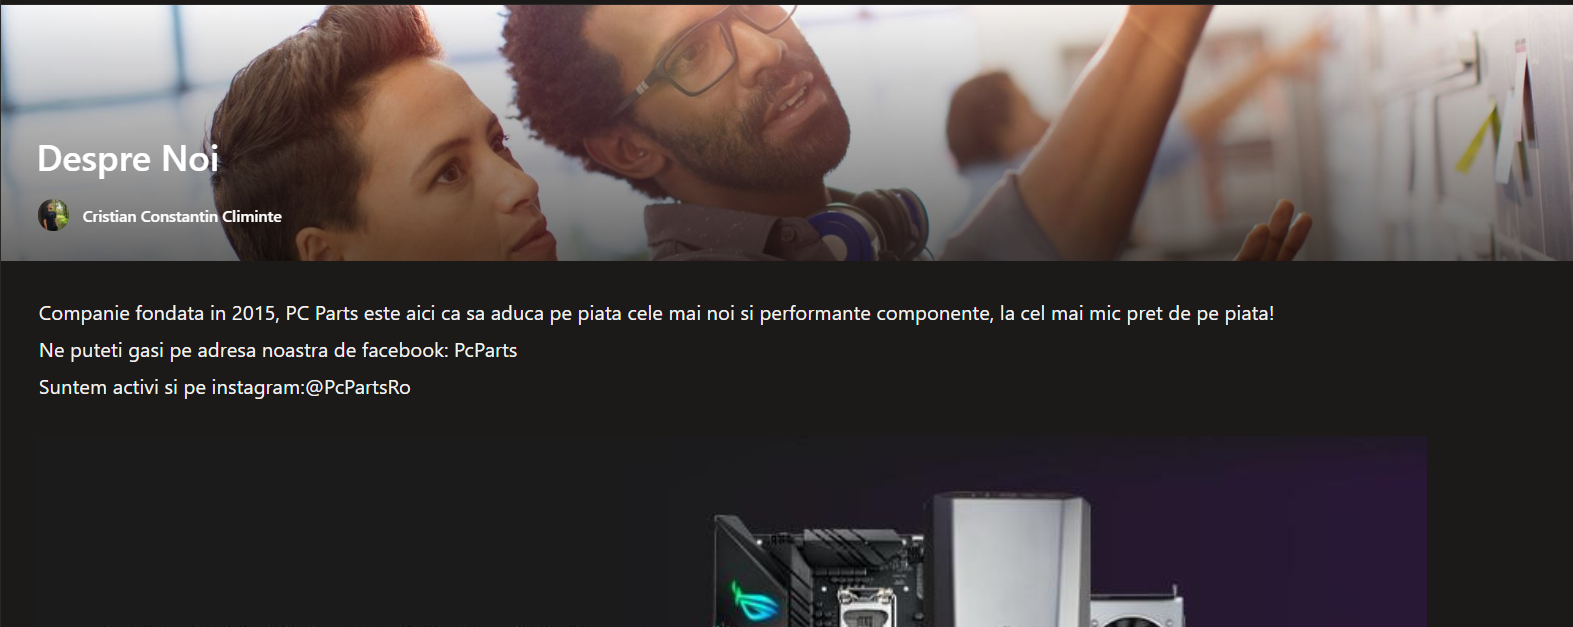 Despre Noi
Cristian Constantin Climinte
Companie fondata in 2015, PC Parts este aici ca sa aduca pe piata cele mai noi si performante componente, la cel mai mic pret de pe piata!
Ne puteti gasi pe adresa noastra de facebook: PcParts
Suntem activi si pe instagram:@PcPartsRo